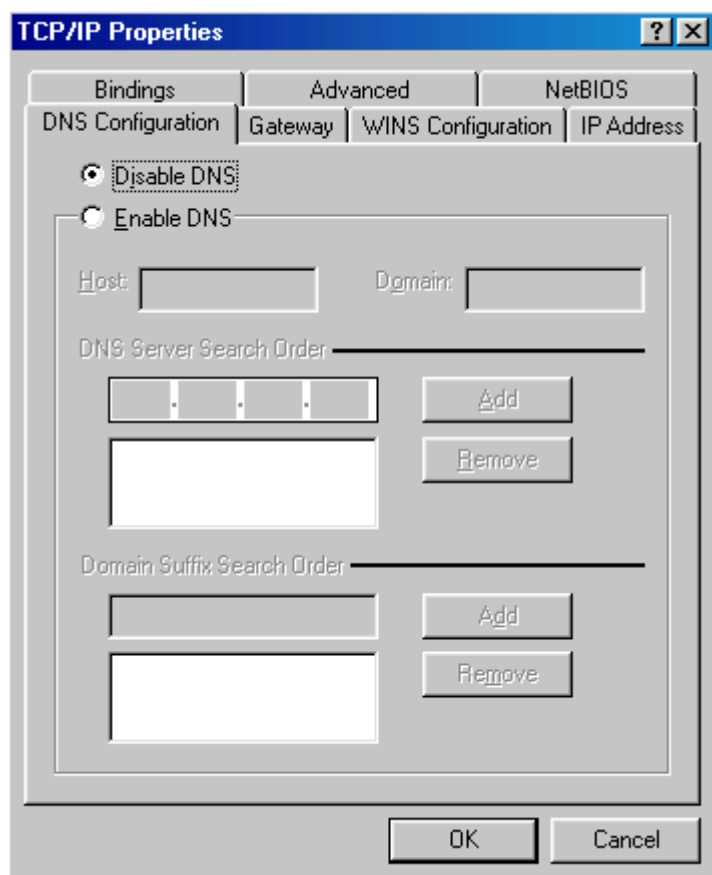 TCP/IP Properties
Bindings Advanced NetBIOS
DNS Configuration Gateway WINS Configuration IP Address
Disable DNS
Enable DNS
Host: Domain:
DNS Server Search Order
. . . Add
Remove
Domain Suffix Search Order
Add
Remove
OK Cancel